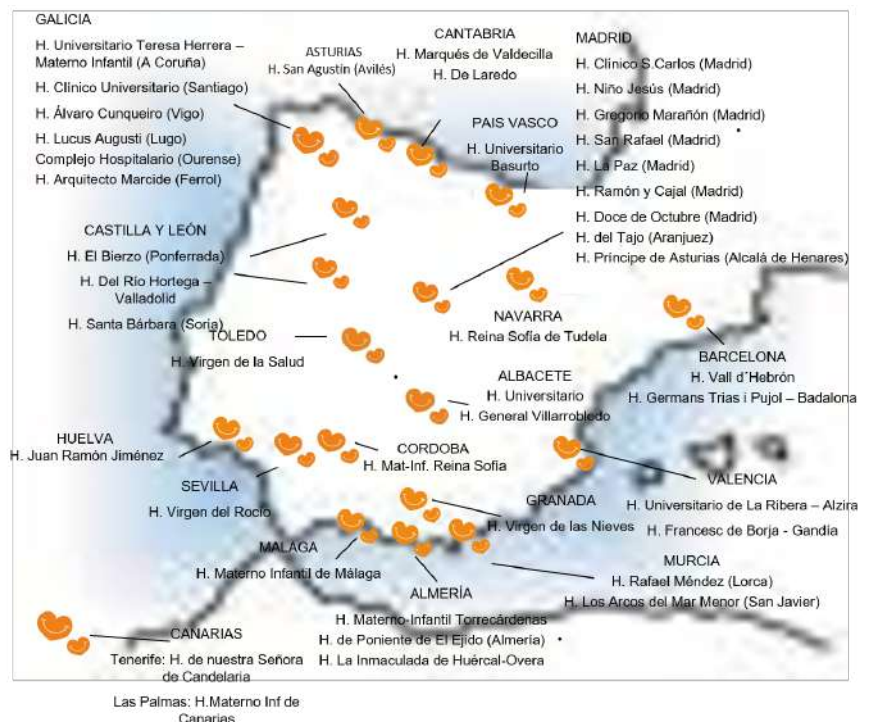 GALICIA
H. Universitario Teresa Herrera –
Materno Infantil (A Coruña)
H. Clínico Universitario (Santiago)
H. Álvaro Cunqueiro (Vigo)
H. Lucus Augusti (Lugo)
Complejo Hospitalario (Ourense)
H. Arquitecto Marcide (Ferrol)
ASTURIAS
H. San Agustín (Avilés)
CANTABRIA
H. Marqués de Valdecilla
H. De Laredo
PAIS VASCO
H. Universitario
Basurto
MADRID
H. Clínico S.Carlos (Madrid)
H. Niño Jesús (Madrid)
H. Gregorio Marañón (Madrid)
H. San Rafael (Madrid)
H. La Paz (Madrid)
H. Ramón y Cajal (Madrid)
H. Doce de Octubre (Madrid)
H. del Tajo (Aranjuez)
H. Príncipe de Asturias (Alcalá de Henares)
CASTILLA Y LEÓN
H. El Bierzo (Ponferrada)
H. Del Río Hortega –
Valladolid
H. Santa Bárbara (Soria)
NAVARRA
H. Reina Sofía de Tudela
TOLEDO
H. Virgen de la Salud
BARCELONA
H. Vall d´Hebrón
H. Germans Trias i Pujol – Badalona
ALBACETE
H. Universitario
H. General Villarrobledo
HUELVA
H. Juan Ramón Jiménez
CORDOBA
H. Mat-Inf. Reina Sofía
SEVILLA
H. Virgen del Rocío
GRANADA
H. Virgen de las Nieves
VALENCIA
H. Universitario de La Ribera – Alzira
H. Francesc de Borja - Gandía
MALAGA
H. Materno Infantil de Málaga
MURCIA
H. Rafael Méndez (Lorca)
H. Los Arcos del Mar Menor (San Javier)
ALMERÍA
H. Materno-Infantil Torrecárdenas
H. de Poniente de El Ejido (Almería)
H. La Inmaculada de Huércal-Overa
CANARIAS
Tenerife: H. de nuestra Señora
de Candelaria
Las Palmas: H.Materno Inf de
Canarias